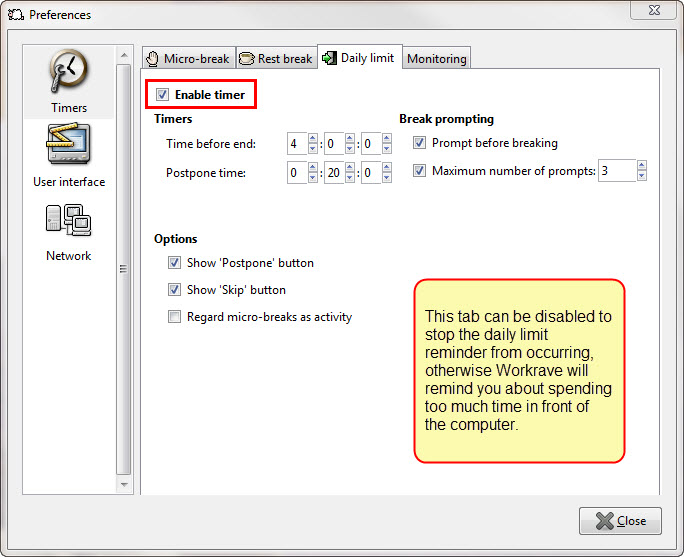 Preferences
Timers
User interface
Network
Micro-break Rest break Daily limit Monitoring
Enable timer
Timers
Time before end: 4 : 0 : 0
Postpone time: 0 : 20 : 0
Break prompting
Prompt before breaking
Maximum number of prompts: 3
Options
Show 'Postpone' button
Show 'Skip' button
Regard micro-breaks as activity
This tab can be disabled to
stop the daily limit
reminder from occurring,
otherwise Workrave will
remind you about spending
too much time in front of
the computer.
Close